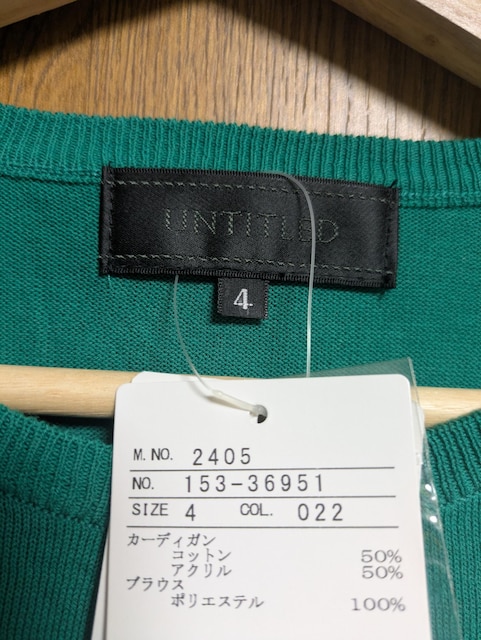 UNTITLED
4
M.NO. 2405
NO. 153-36951
SIZE 4 COL. 022
カーディガン
コットン 50%
アクリル 50%
ブラウス
ポリエステル 100%